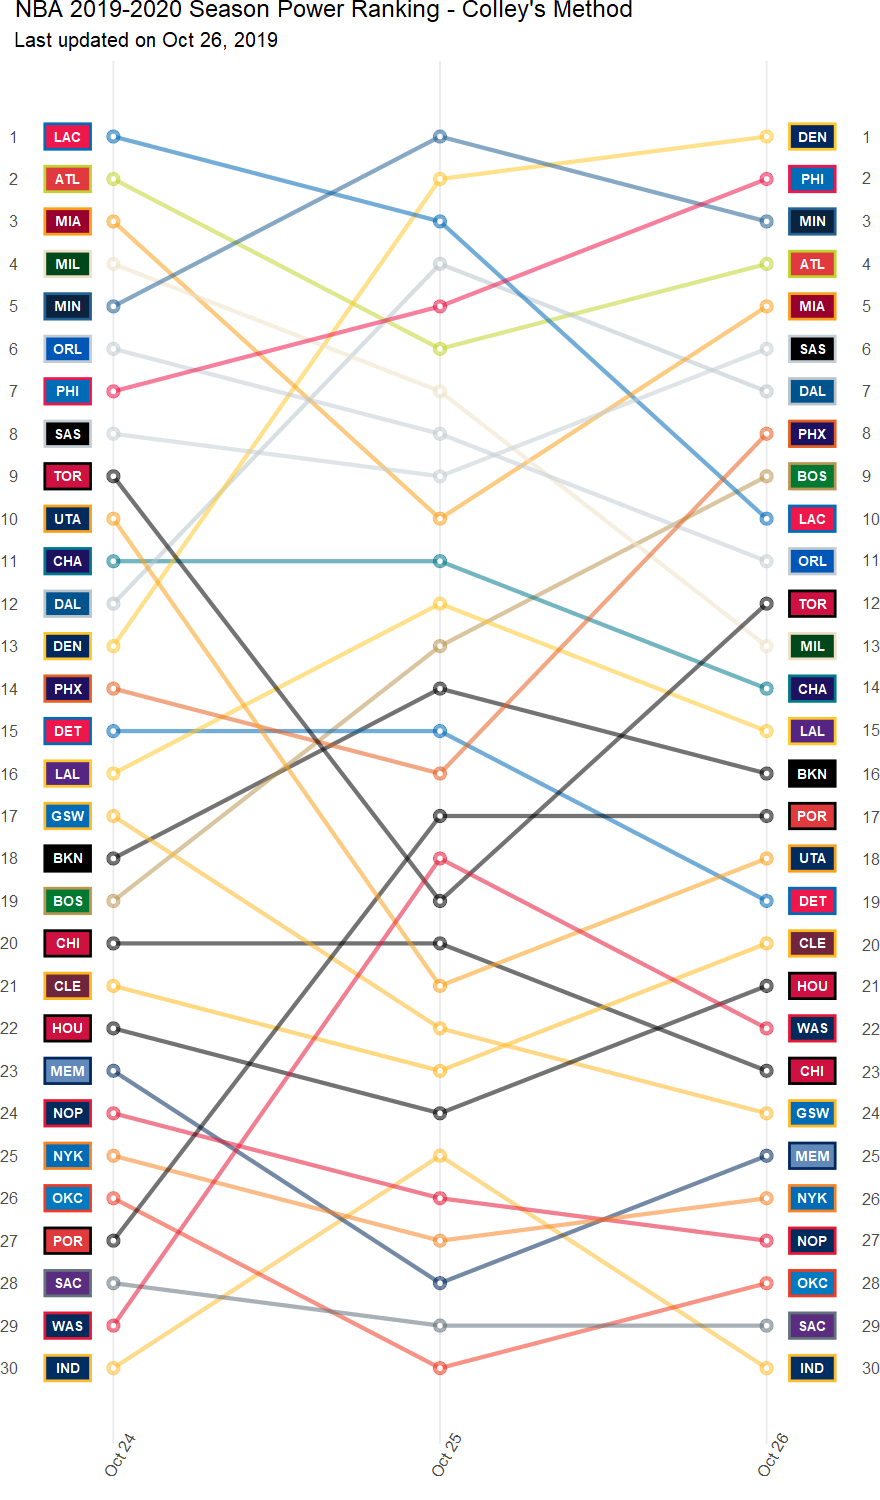 NBA 2019-2020 Season Power Ranking - Colley's Method
Last updated on Oct 26, 2019
1 LAC DEN 1
2 ATL PHI 2
3 MIA MIN 3
4 MIL ATL 4
5 MIN MIA 5
6 ORL SAS 6
7 PHI DAL 7
8 SAS PHX 8
9 TOR BOS 9
10 UTA LAC 10
11 CHA ORL 11
12 DAL TOR 12
13 DEN MIL 13
14 PHX CHA 14
15 DET LAL 15
16 LAL BKN 16
17 GSW POR 17
18 BKN UTA 18
19 BOS DET 19
20 CHI CLE 20
21 CLE HOU 21
22 HOU WAS 22
23 MEM CHI 23
24 NOP GSW 24
25 NYK MEM 25
26 OKC NYK 26
27 POR NOP 27
28 SAC OKC 28
29 WAS SAC 29
30 IND IND 30
Oct 24 Oct 25 Oct 26